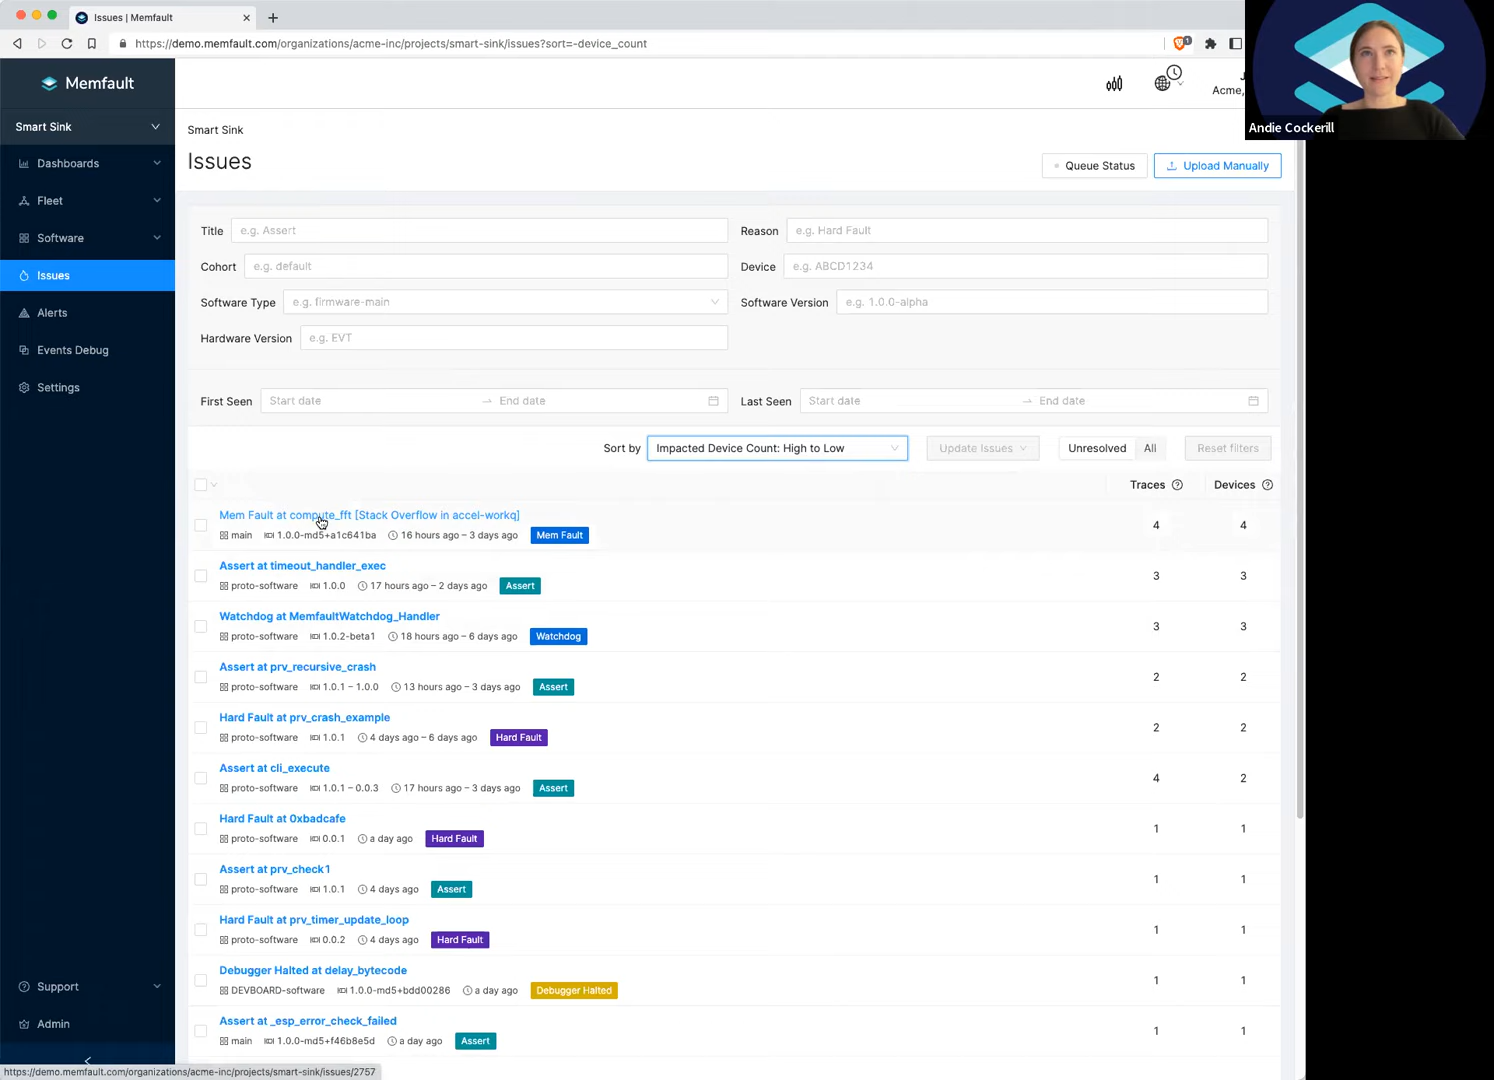 Issues | Memfault
https://demo.memfault.com/organizations/acme-inc/projects/smart-sink/issues?sort=-device_count
1
Memfault
Acme,
Andie Cockerill
Smart Sink
Dashboards
Fleet
Software
Issues
Alerts
Events Debug
Settings
Support
Admin
Smart Sink
Issues
Queue Status
Upload Manually
Title e.g. Assert
Reason e.g. Hard Fault
Cohort e.g. default
Device e.g. ABCD1234
Software Type e.g. firmware-main
Software Version e.g. 1.0.0-alpha
Hardware Version e.g. EVT
First Seen Start date → End date
Last Seen Start date → End date
Sort by Impacted Device Count: High to Low
Update Issues
Unresolved All
Reset filters
Traces Devices
Mem Fault at compute_fft [Stack Overflow in accel-workq]
main 1.0.0-md5+a1c641ba 16 hours ago – 3 days ago Mem Fault
4 4
Assert at timeout_handler_exec
proto-software 1.0.0 17 hours ago – 2 days ago Assert
3 3
Watchdog at MemfaultWatchdog_Handler
proto-software 1.0.2-beta1 18 hours ago – 6 days ago Watchdog
3 3
Assert at prv_recursive_crash
proto-software 1.0.1 – 1.0.0 13 hours ago – 3 days ago Assert
2 2
Hard Fault at prv_crash_example
proto-software 1.0.1 4 days ago – 6 days ago Hard Fault
2 2
Assert at cli_execute
proto-software 1.0.1 – 0.0.3 17 hours ago – 3 days ago Assert
4 2
Hard Fault at 0xbadcafe
proto-software 0.0.1 a day ago Hard Fault
1 1
Assert at prv_check1
proto-software 1.0.1 4 days ago Assert
1 1
Hard Fault at prv_timer_update_loop
proto-software 0.0.2 4 days ago Hard Fault
1 1
Debugger Halted at delay_bytecode
DEVBOARD-software 1.0.0-md5+bdd00286 a day ago Debugger Halted
1 1
Assert at _esp_error_check_failed
main 1.0.0-md5+f46b8e5d a day ago Assert
1 1
https://demo.memfault.com/organizations/acme-inc/projects/smart-sink/issues/2757